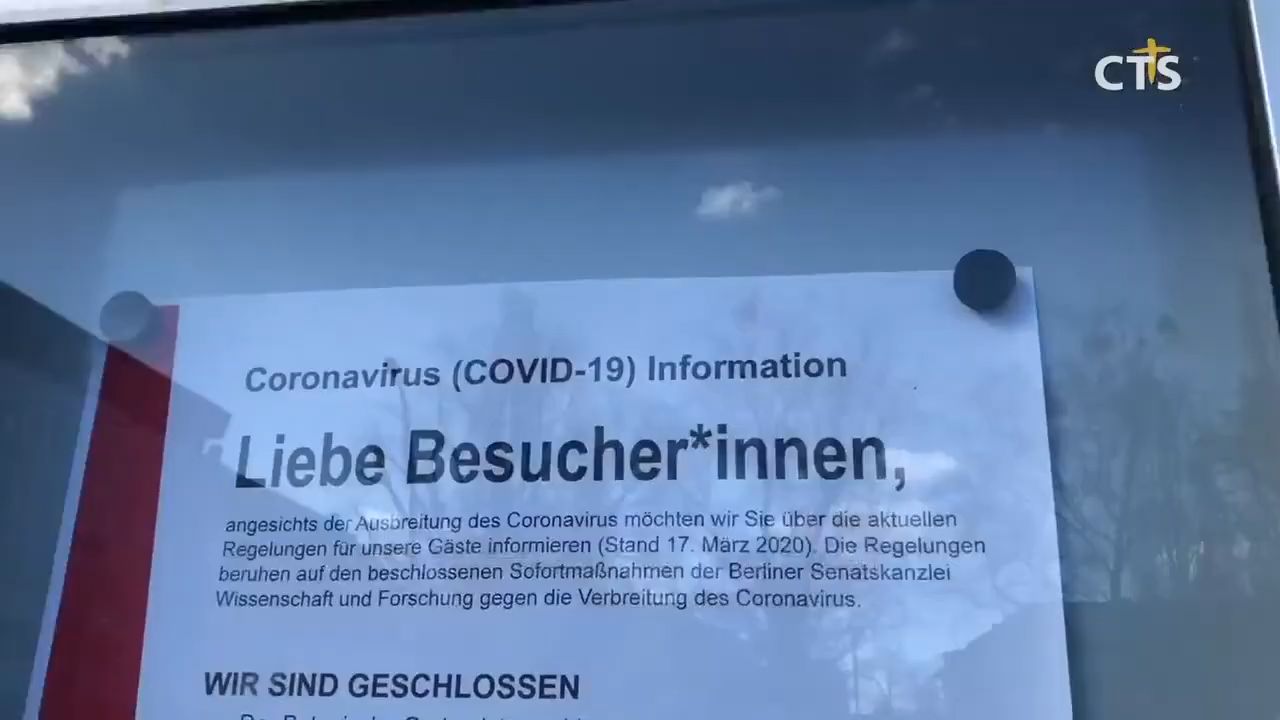 CTS
Coronavirus (COVID-19) Information
Liebe Besucher*innen,
angesichts der Ausbreitung des Coronavirus möchten wir Sie über die aktuellen
Regelungen für unsere Gäste informieren (Stand 17. März 2020). Die Regelungen
beruhen auf den beschlossenen Sofortmaßnahmen der Berliner Senatskanzlei
Wissenschaft und Forschung gegen die Verbreitung des Coronavirus.
WIR SIND GESCHLOSSEN